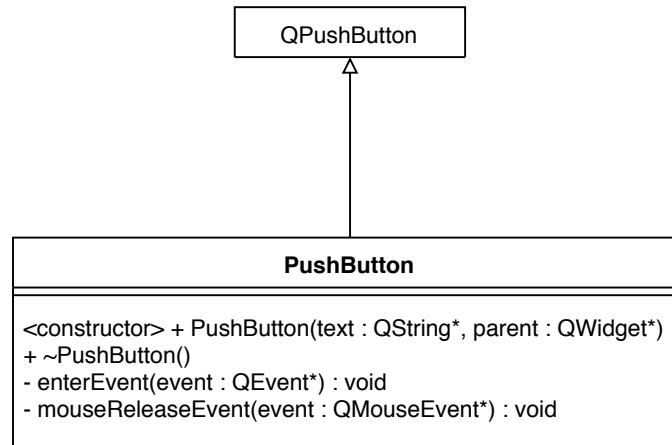 QPushButton
PushButton
<constructor> + PushButton(text : QString*, parent : QWidget*)
+ ~PushButton()
- enterEvent(event : QEvent*) : void
- mouseReleaseEvent(event : QMouseEvent*) : void